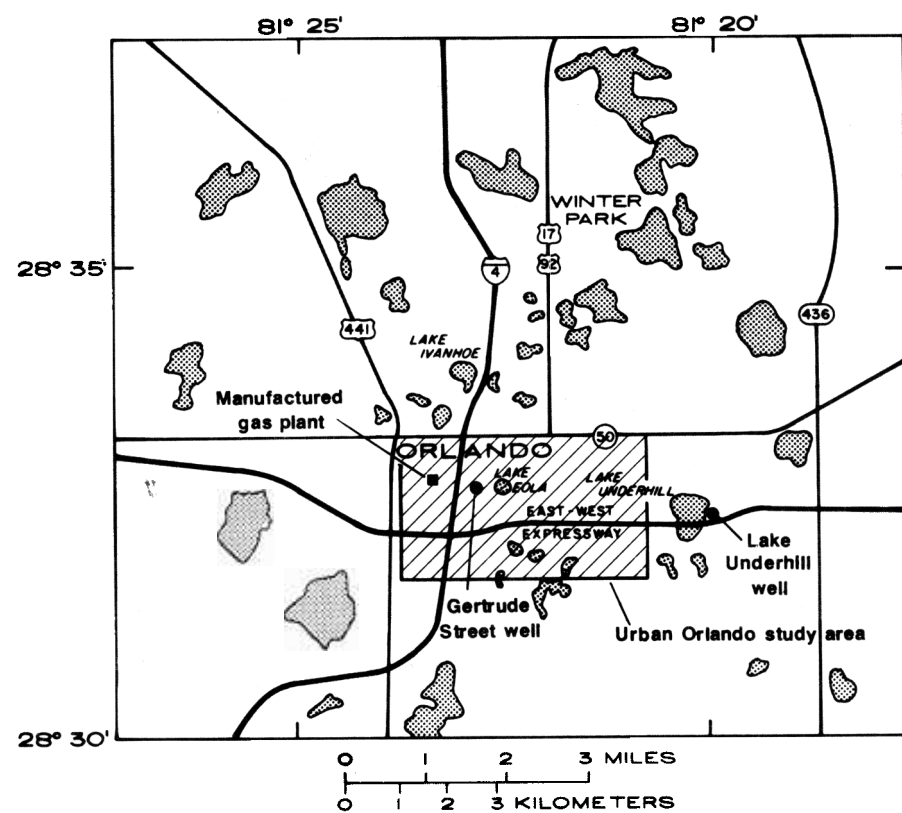 81° 25'
81° 20'
WINTER
PARK
17
92
28° 35'
4
436
441
LAKE
IVANHOE
Manufactured
gas plant
50
ORLANDO
LAKE
EOLA
LAKE
UNDERHILL
EAST-WEST
EXPRESSWAY
Lake
Underhill
well
Gertrude
Street well
Urban Orlando study area
28° 30'
0 1 2 3 MILES
0 1 2 3 KILOMETERS